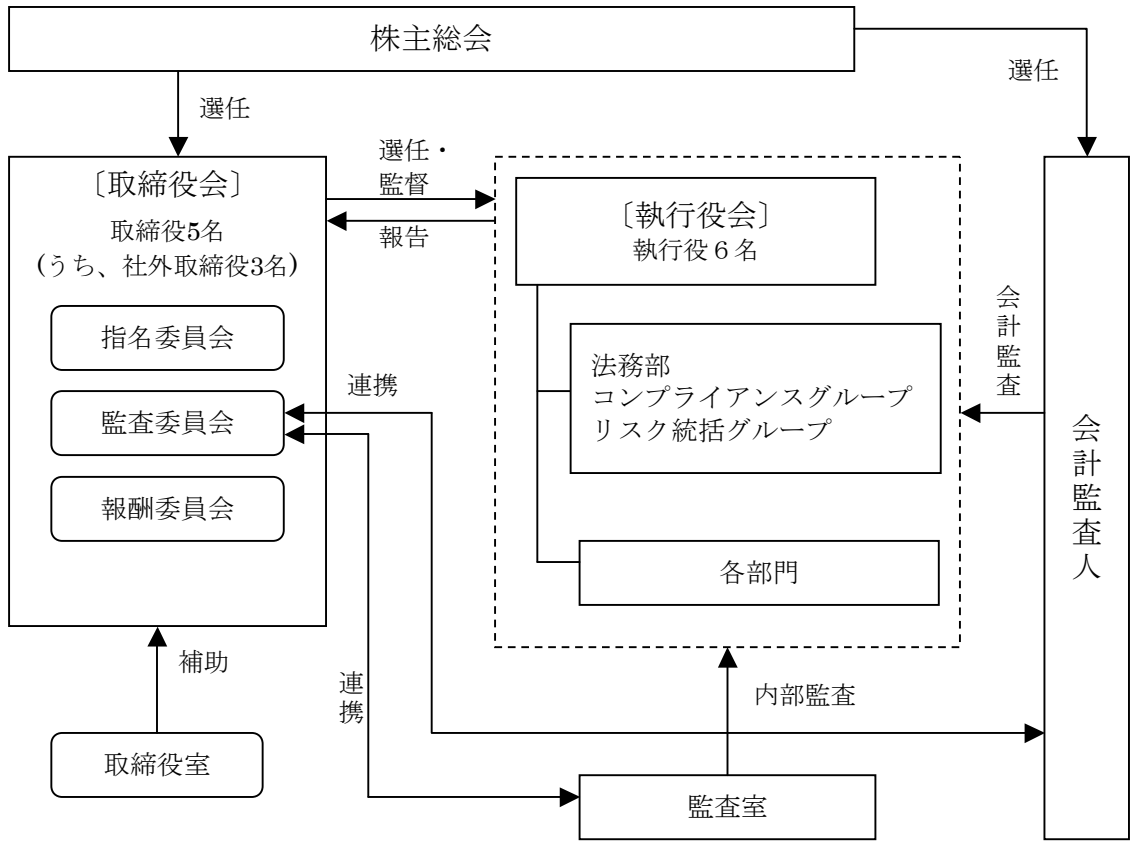 株主総会
選任
選任
〔取締役会〕
取締役5名
(うち、社外取締役3名)
指名委員会
監査委員会
報酬委員会
選任・
監督
報告
〔執行役会〕
執行役６名
法務部
コンプライアンスグループ
リスク統括グループ
各部門
会計監査
会計監査人
連携
補助
連携
内部監査
取締役室
監査室